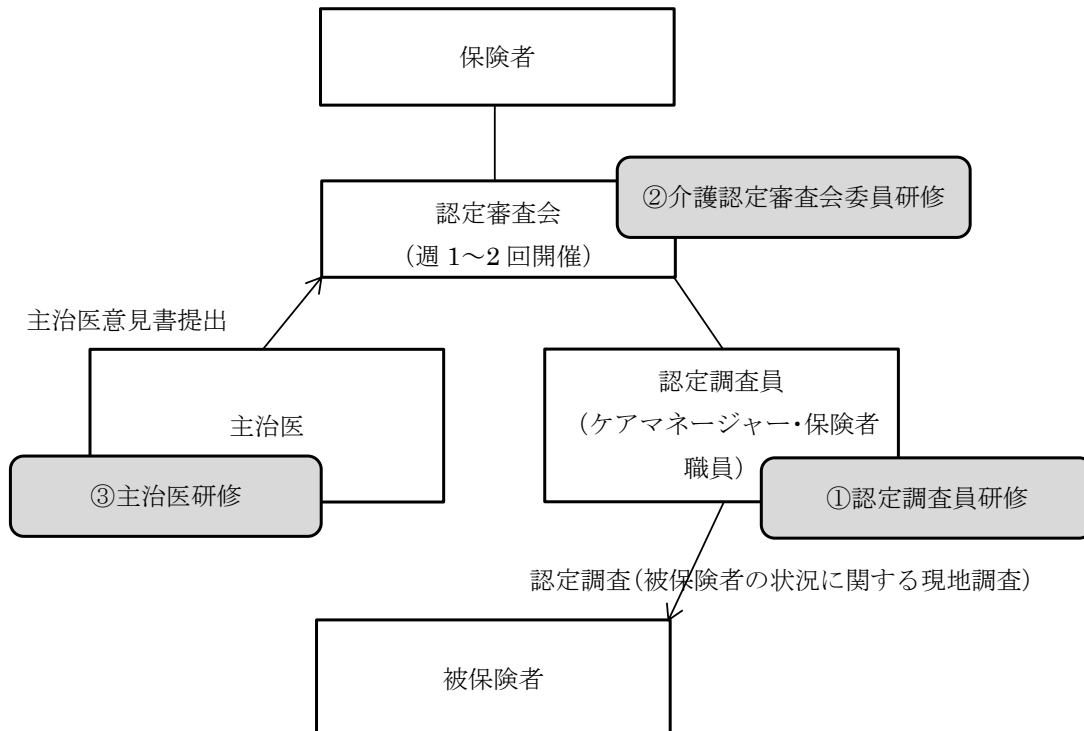 保険者
②介護認定審査会委員研修
認定審査会
（週 1～2 回開催）
主治医意見書提出
主治医
③主治医研修
認定調査員
（ケアマネージャー・保険者
職員）
①認定調査員研修
認定調査（被保険者の状況に関する現地調査）
被保険者